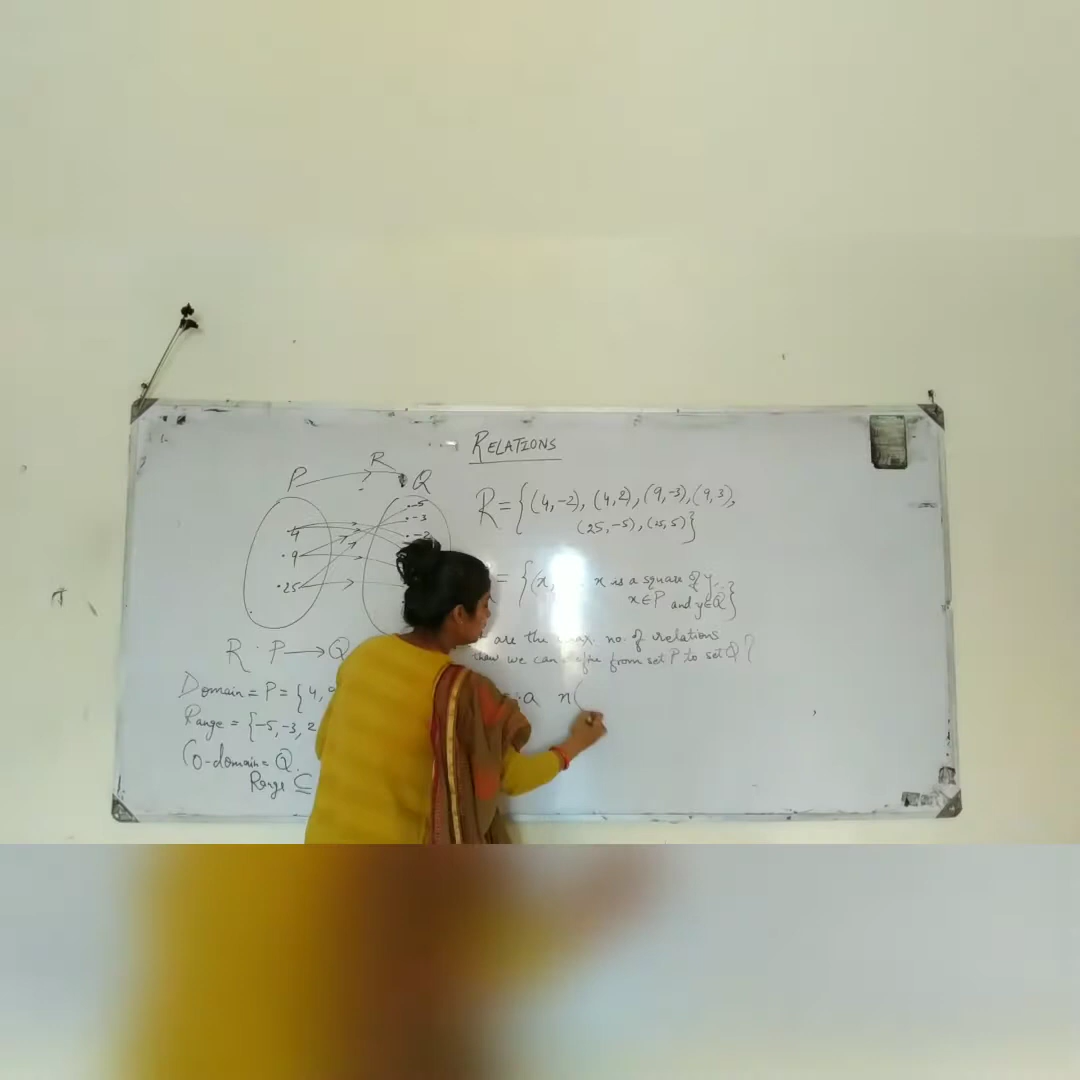 RELATIONS
P R Q
4
9
25
-5
-3
-2
R = {(4,-2), (4,2), (9,-3), (9,3),
(25,-5), (25,5)}
= {(x, x is a square of y,
x∈P and y∈Q}
are the max. no. of relations
we can from set P to set Q?
= a n(
R : P → Q
Domain = P = {4, 9
Range = {-5, -3, 2
Co-domain = Q.
Range ⊆